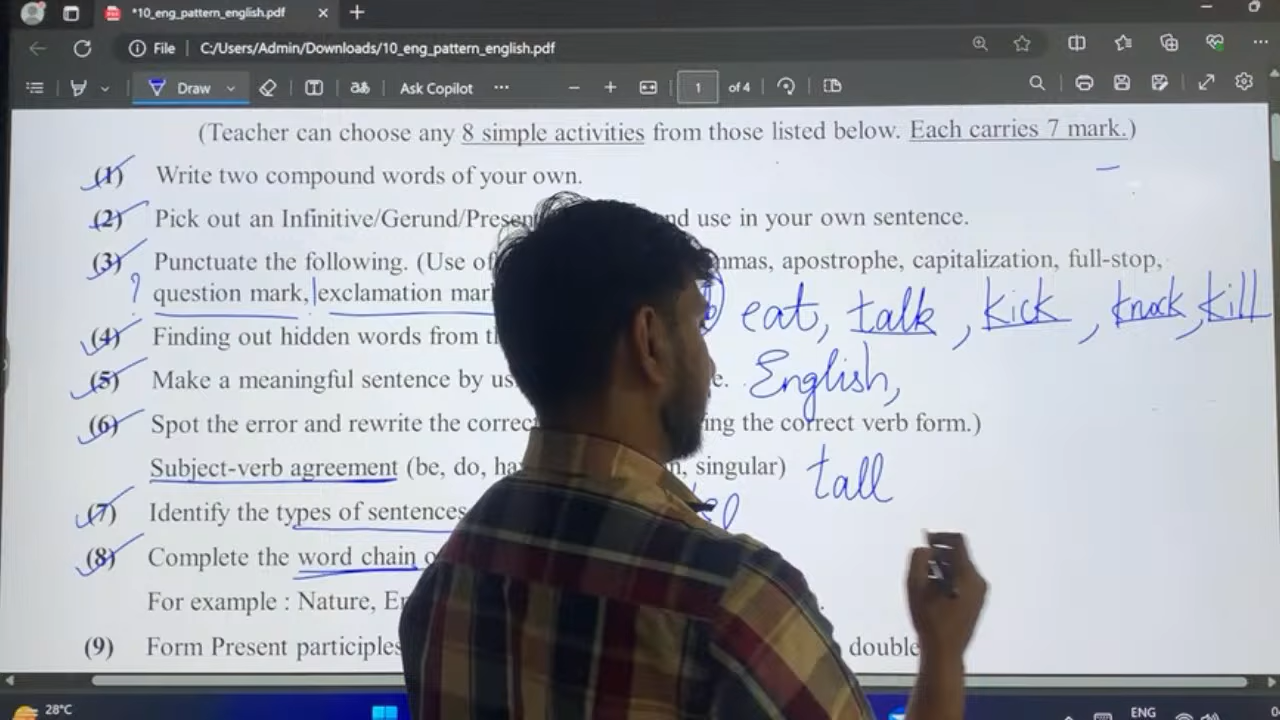 *10_eng_pattern_english.pdf
File C:/Users/Admin/Downloads/10_eng_pattern_english.pdf
Draw Ask Copilot 1 of 4
(Teacher can choose any 8 simple activities from those listed below. Each carries 7 mark.)
(1) Write two compound words of your own.
(2) Pick out an Infinitive/Gerund/Presen nd use in your own sentence.
(3) Punctuate the following. (Use of mmas, apostrophe, capitalization, full-stop,
? question mark, exclamation mar
eat, talk, kick, knock, kill
(4) Finding out hidden words from t
English,
(5) Make a meaningful sentence by us e.
(6) Spot the error and rewrite the correc ing the correct verb form.)
Subject-verb agreement (be, do, ha n, singular)
tall
(7) Identify the types of sentences
(8) Complete the word chain o
For example : Nature, En
(9) Form Present participles double
28°C ENG